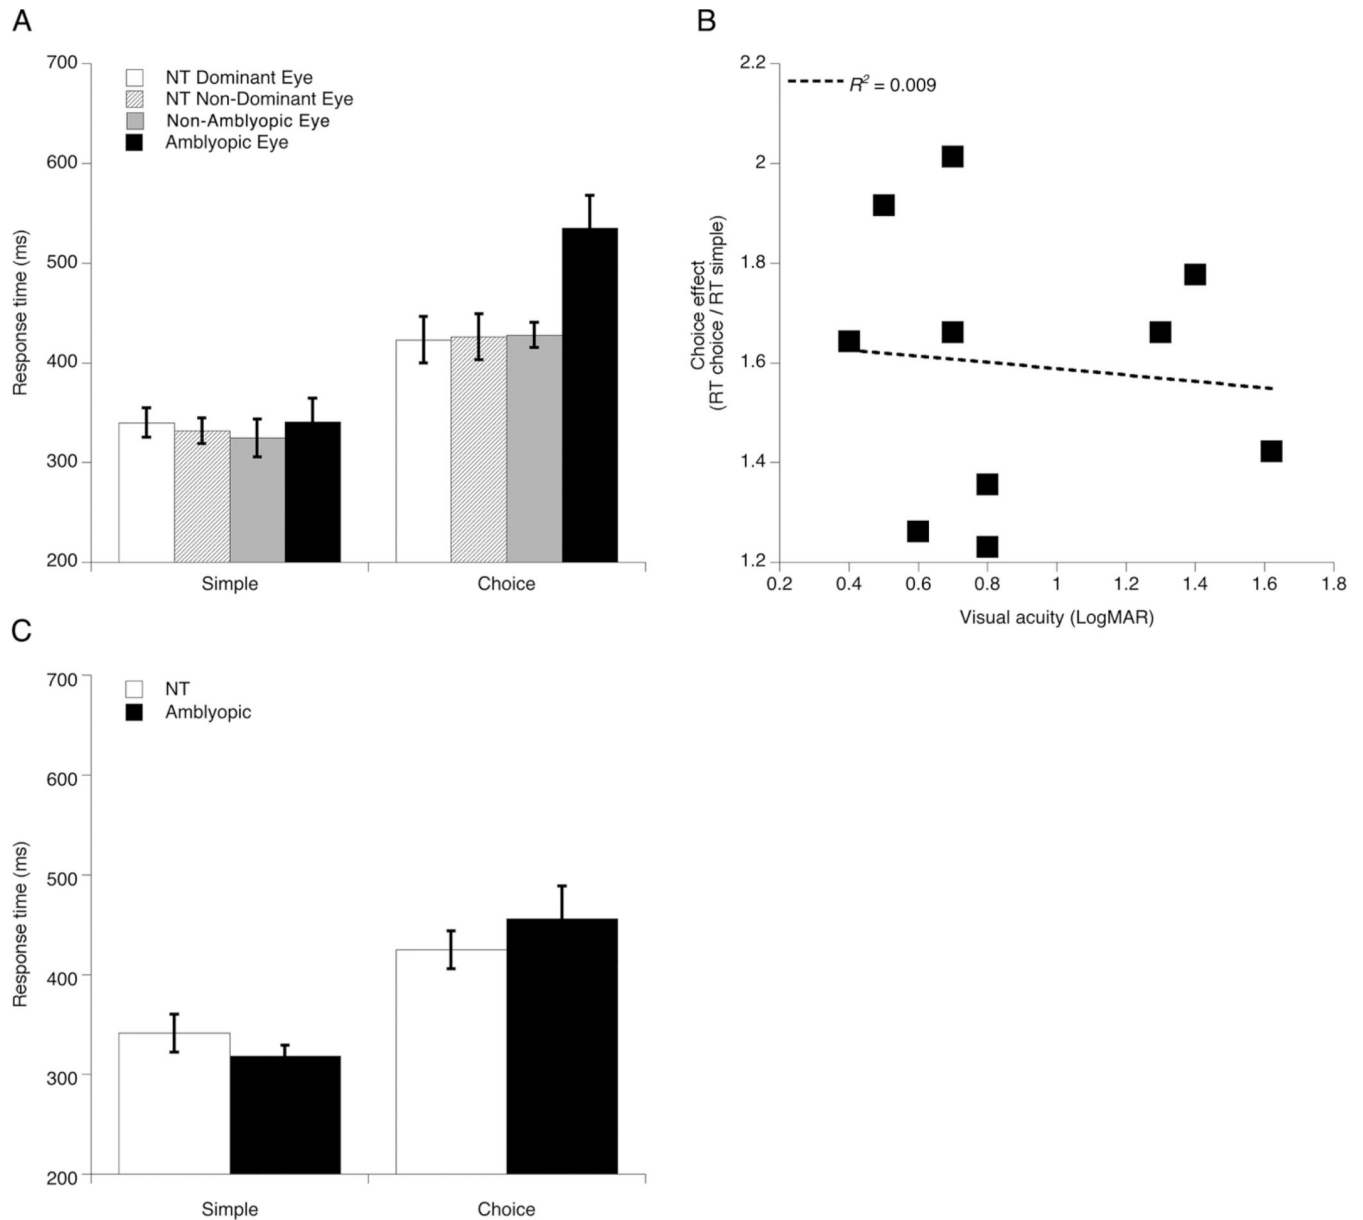 A
700
600
500
400
300
200
Response time (ms)
NT Dominant Eye
NT Non-Dominant Eye
Non-Amblyopic Eye
Amblyopic Eye
Simple
Choice
B
2.2
2
1.8
1.6
1.4
1.2
Choice effect
(RT choice / RT simple)
R² = 0.009
0.2
0.4
0.6
0.8
1
1.2
1.4
1.6
1.8
Visual acuity (LogMAR)
C
700
600
500
400
300
200
Response time (ms)
NT
Amblyopic
Simple
Choice